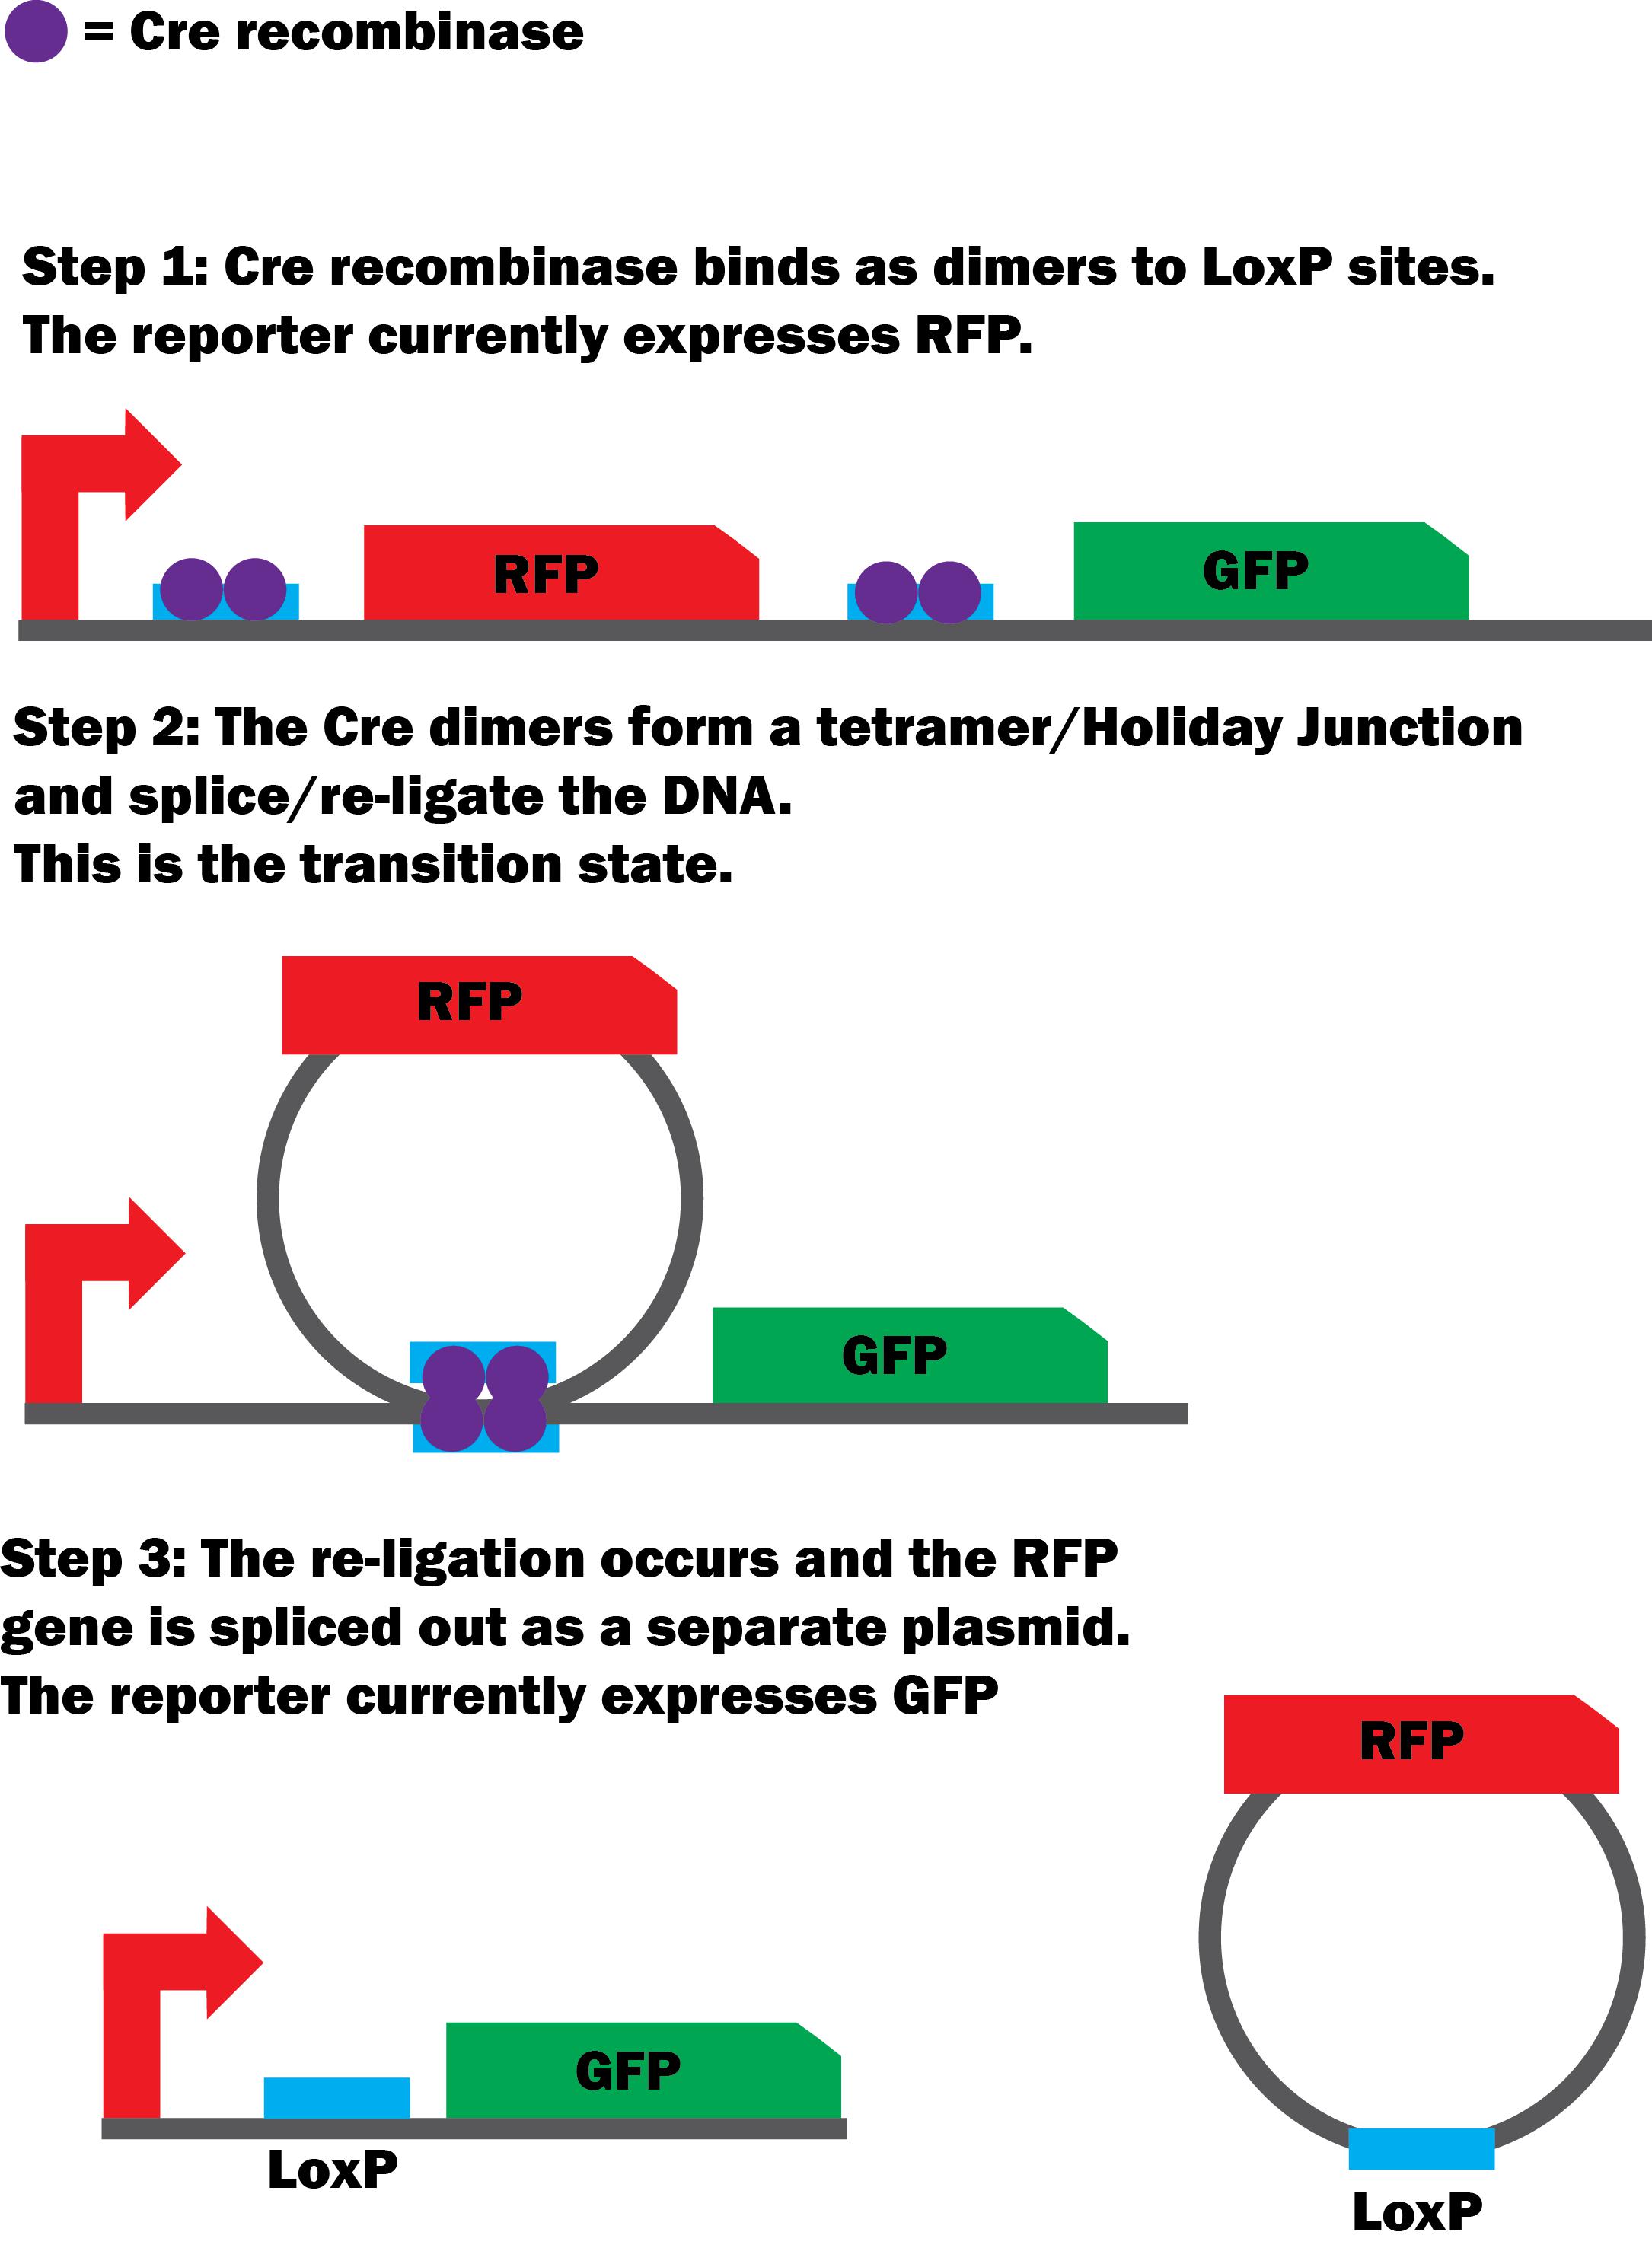 = Cre recombinase
Step 1: Cre recombinase binds as dimers to LoxP sites.
The reporter currently expresses RFP.
RFP
GFP
Step 2: The Cre dimers form a tetramer/Holiday Junction
and splice/re-ligate the DNA.
This is the transition state.
RFP
GFP
Step 3: The re-ligation occurs and the RFP
gene is spliced out as a separate plasmid.
The reporter currently expresses GFP
RFP
GFP
LoxP
LoxP